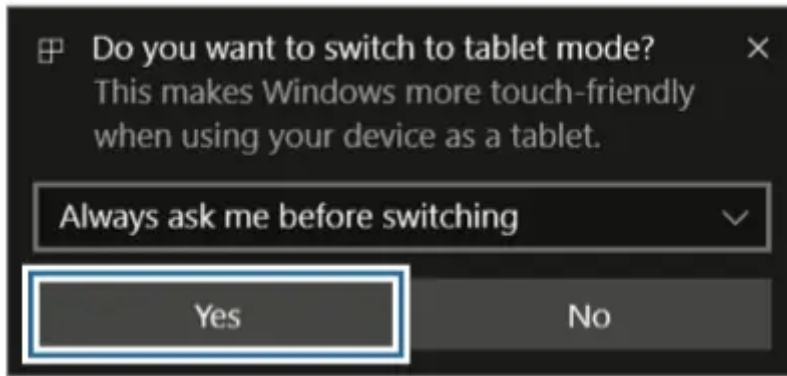 Do you want to switch to tablet mode?
This makes Windows more touch-friendly
when using your device as a tablet.
Always ask me before switching
Yes
No